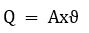 Q = Axϑ